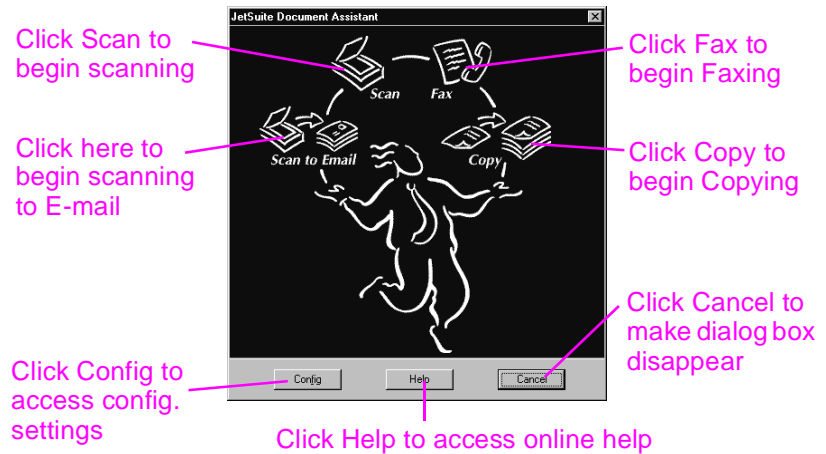 JetSuite Document Assistant
Click Scan to
begin scanning
Click Fax to
begin Faxing
Scan
Fax
Click here to
begin scanning
to E-mail
Scan to Email
Copy
Click Copy to
begin Copying
Click Cancel to
make dialog box
disappear
Click Config to
access config.
settings
Config
Help
Cancel
Click Help to access online help